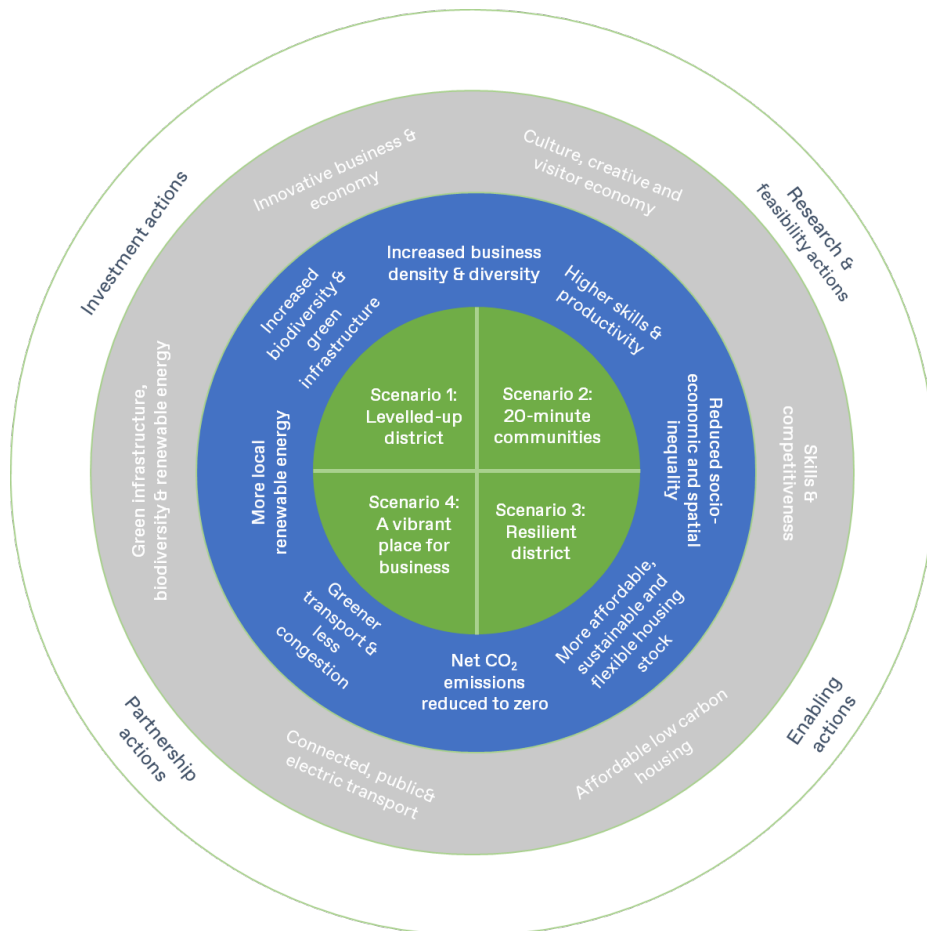 Investment actions
Research &
feasibility actions
Enabling
actions
Partnership
actions
Innovative business &
economy
Culture, creative and
visitor economy
Skills &
competitiveness
Affordable low carbon
housing
Connected, public&
electric transport
Green infrastructure,
biodiversity & renewable energy
Increased business
density & diversity
Higher skills &
productivity
Reduced socio-
economic and spatial
inequality
More affordable,
sustainable and
flexible housing
stock
Net CO₂
emissions
reduced to zero
Greener
transport &
less
congestion
More local
renewable energy
Increased
biodiversity &
green
infrastructure
Scenario 1:
Levelled-up
district
Scenario 2:
20-minute
communities
Scenario 3:
Resilient
district
Scenario 4:
A vibrant
place for
business